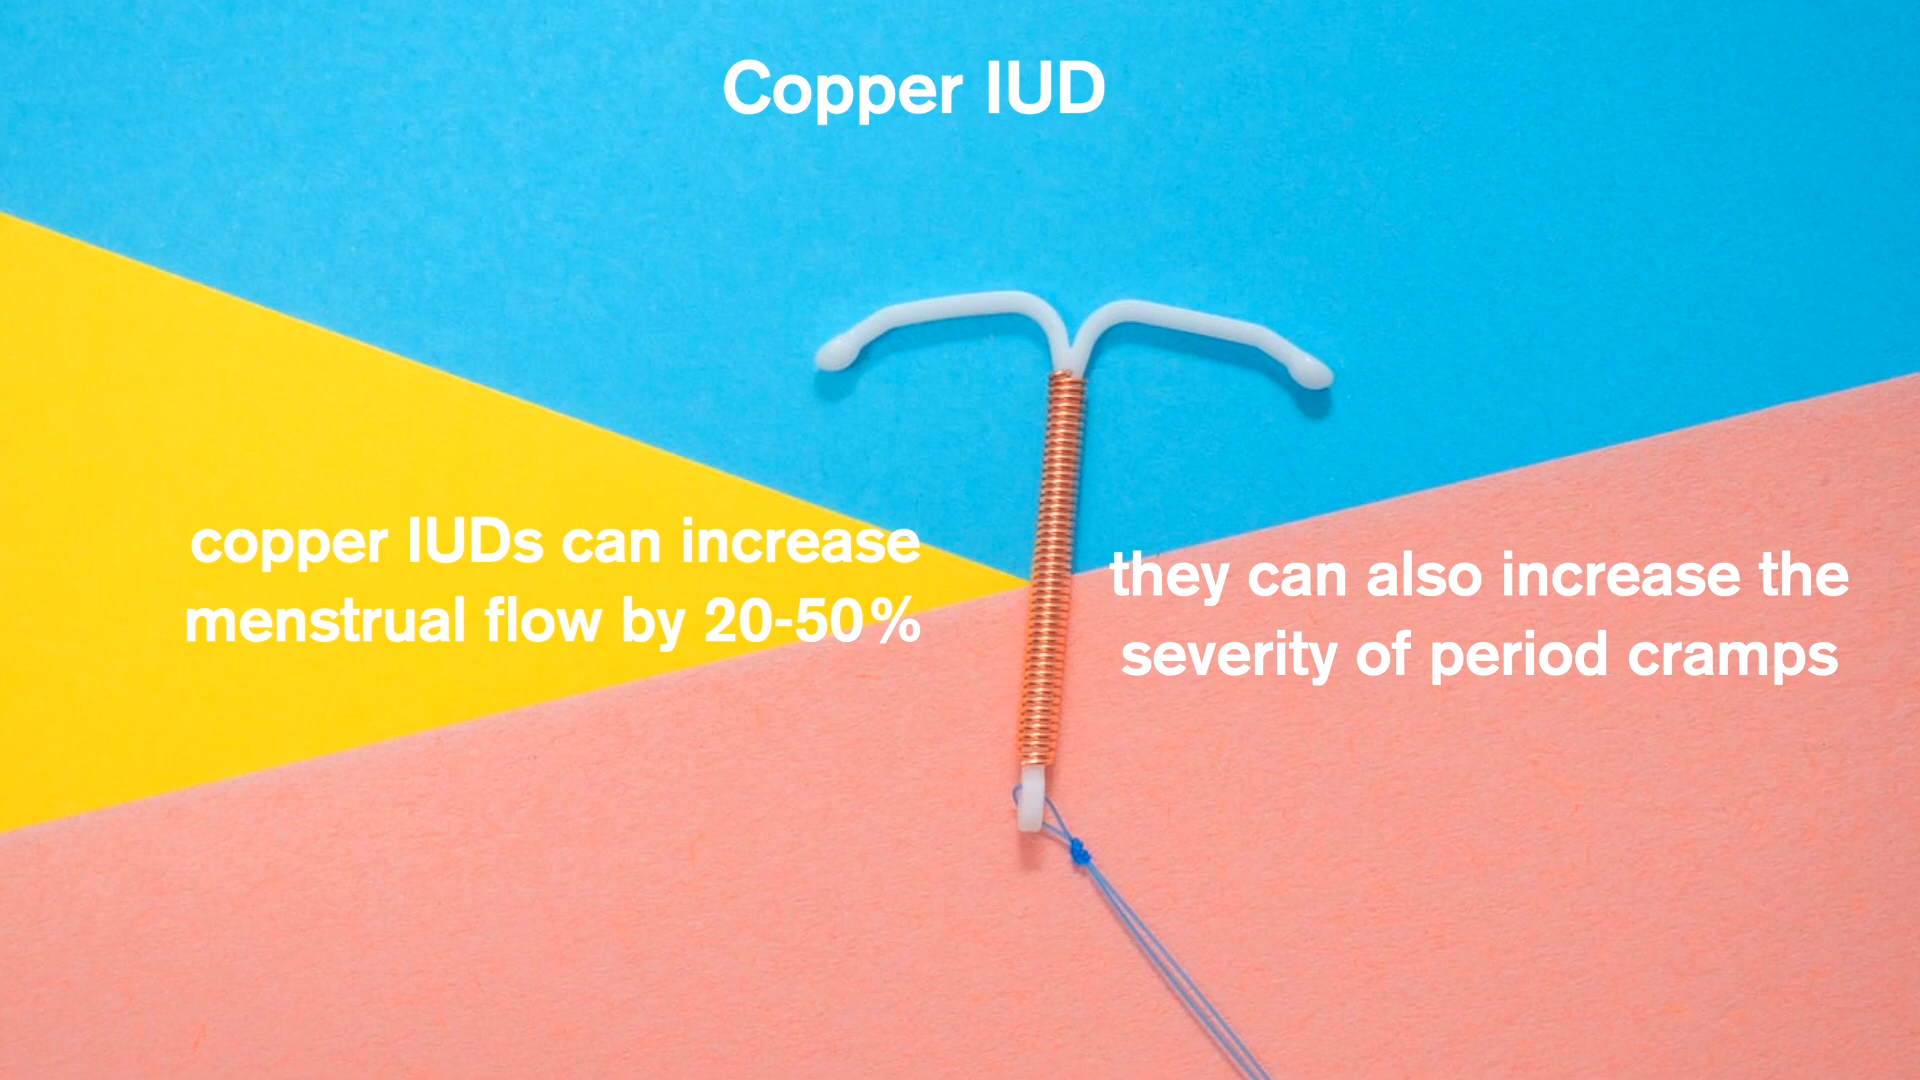 Copper IUD
copper IUDs can increase
menstrual flow by 20-50%
they can also increase the
severity of period cramps